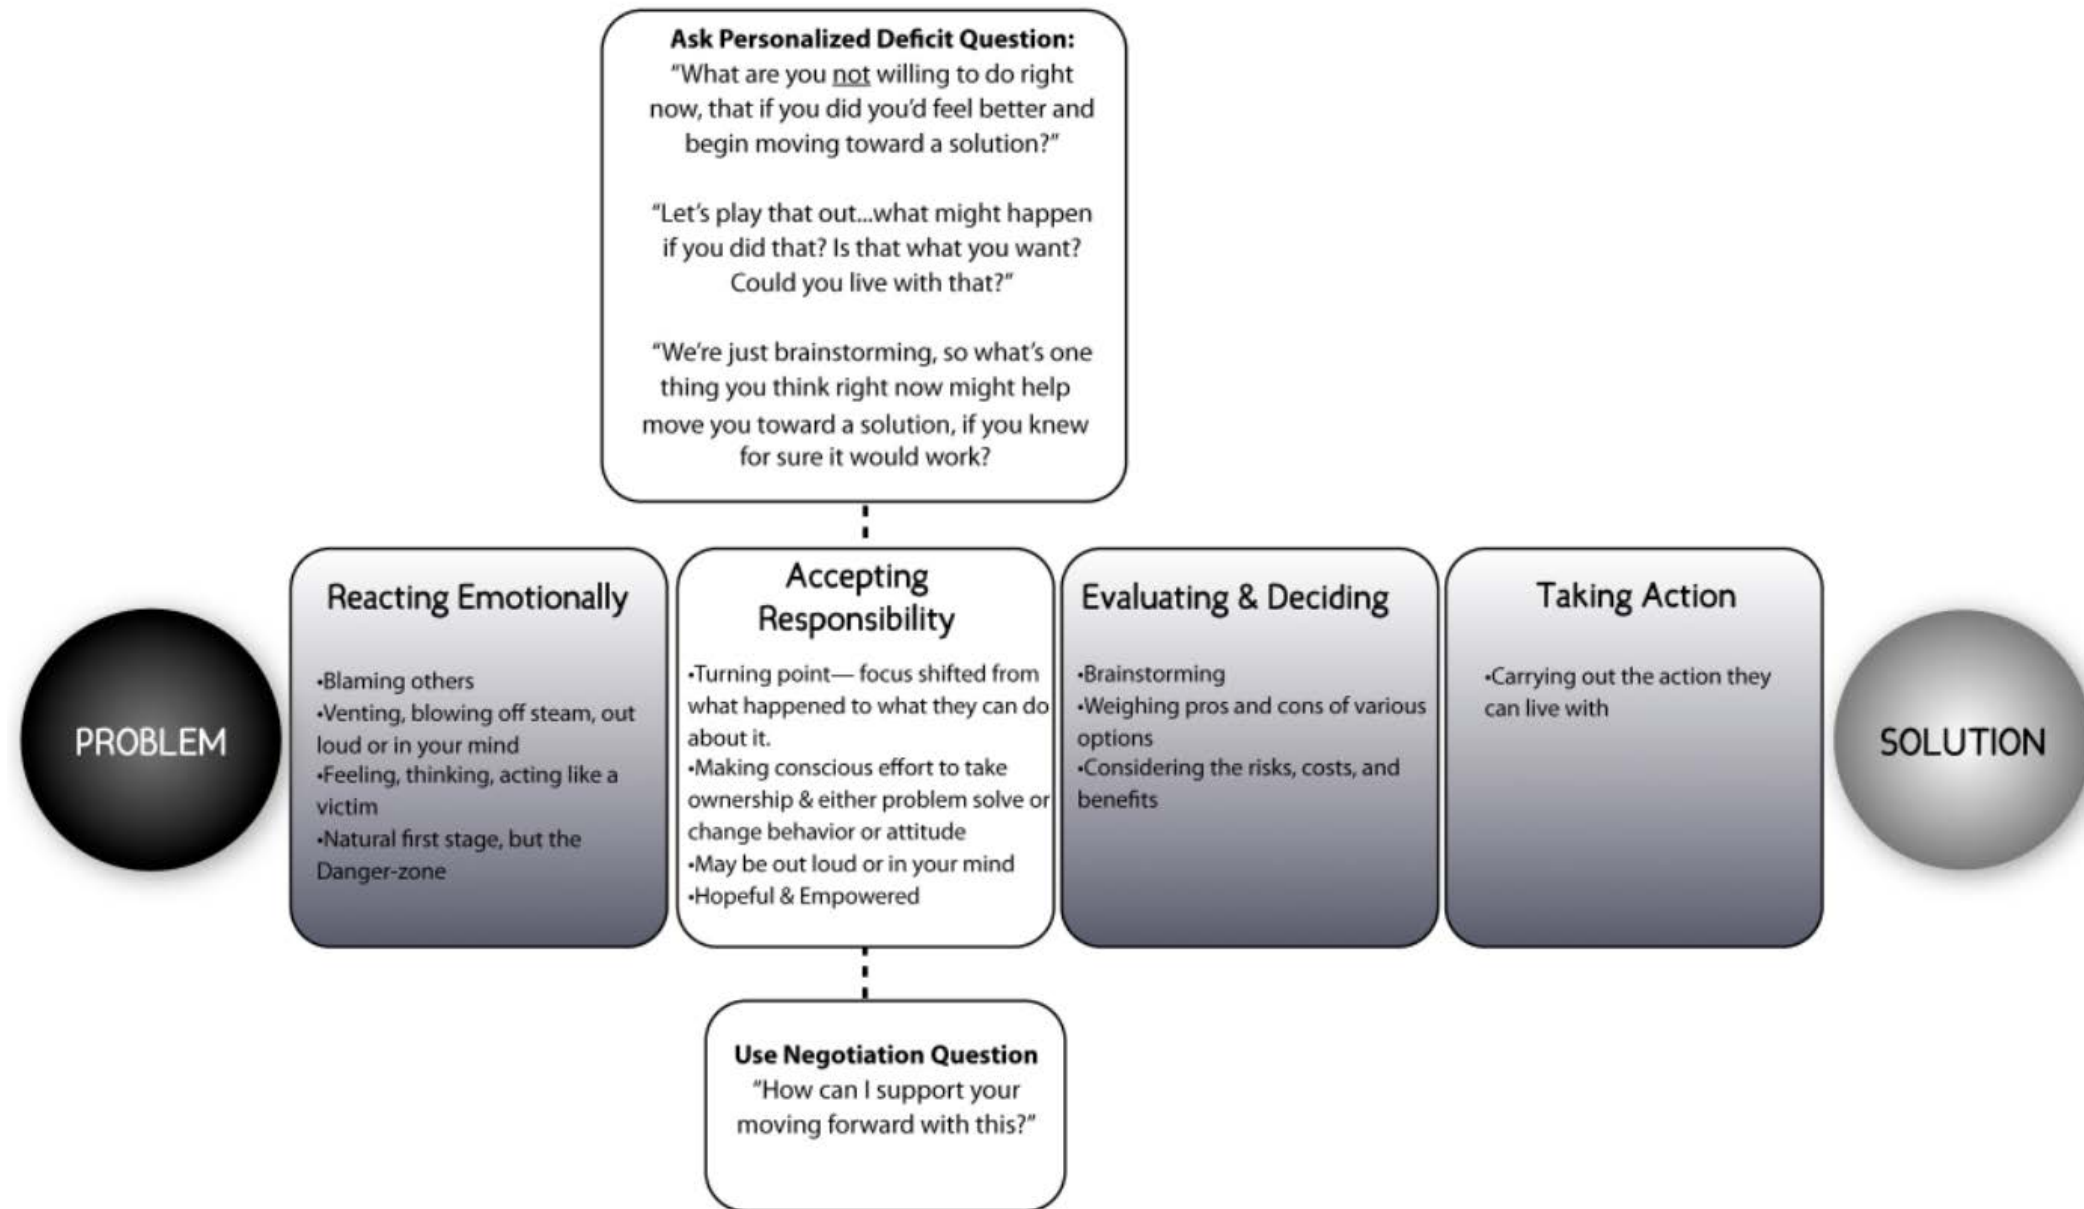 Ask Personalized Deficit Question:
"What are you not willing to do right
now, that if you did you'd feel better and
begin moving toward a solution?"
"Let's play that out...what might happen
if you did that? Is that what you want?
Could you live with that?"
"We're just brainstorming, so what's one
thing you think right now might help
move you toward a solution, if you knew
for sure it would work?
PROBLEM
Reacting Emotionally
•Blaming others
•Venting, blowing off steam, out
loud or in your mind
•Feeling, thinking, acting like a
victim
•Natural first stage, but the
Danger-zone
Accepting
Responsibility
•Turning point— focus shifted from
what happened to what they can do
about it.
•Making conscious effort to take
ownership & either problem solve or
change behavior or attitude
•May be out loud or in your mind
•Hopeful & Empowered
Evaluating & Deciding
•Brainstorming
•Weighing pros and cons of various
options
•Considering the risks, costs, and
benefits
Taking Action
•Carrying out the action they
can live with
SOLUTION
Use Negotiation Question
"How can I support your
moving forward with this?"